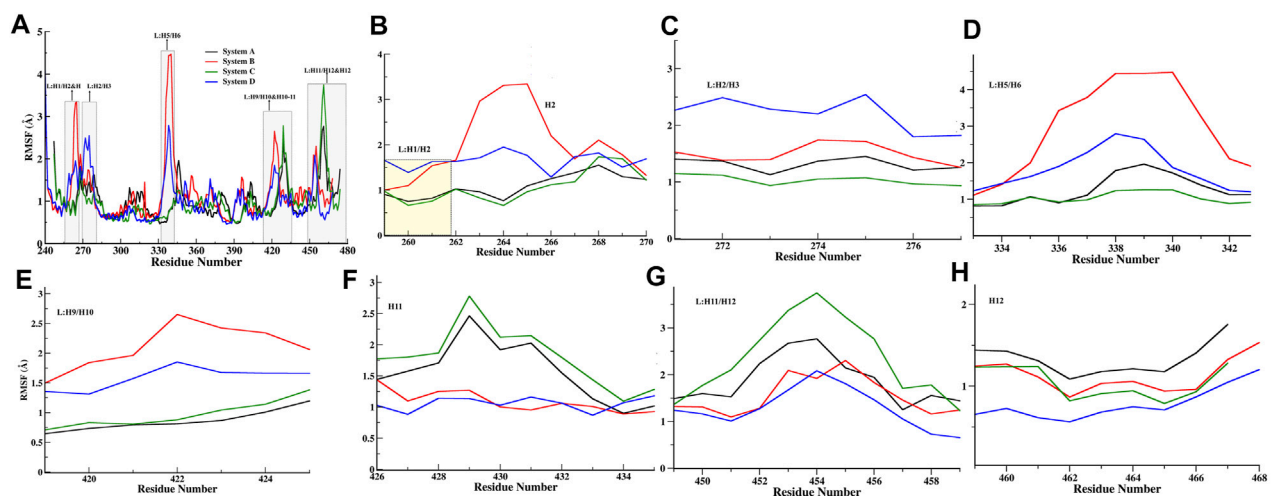 A
L:H5/H6
System A
System B
System C
System D
L:H1/H2&H
L:H2/H3
L:H9/H10&H10-11
L:H11/H12&H12
RMSF (Å)
5
4
3
2
1
0
240 270 300 330 360 390 420 450 480
Residue Number
B
H2
L:H1/H2
4
3
2
1
0
260 262 264 266 268 270
Residue Number
C
L:H2/H3
3
2
1
0
272 274 276
Residue Number
D
L:H5/H6
5
4
3
2
1
0
334 336 338 340 342
Residue Number
E
L:H9/H10
RMSF (Å)
3
2.5
2
1.5
1
0.5
0
420 422 424
Residue Number
F
H11
3
2.5
2
1.5
1
0.5
0
426 428 430 432 434
Residue Number
G
L:H11/H12
4
3
2
1
0
450 452 454 456 458
Residue Number
H
H12
2
1
0
460 462 464 466 468
Residue Number